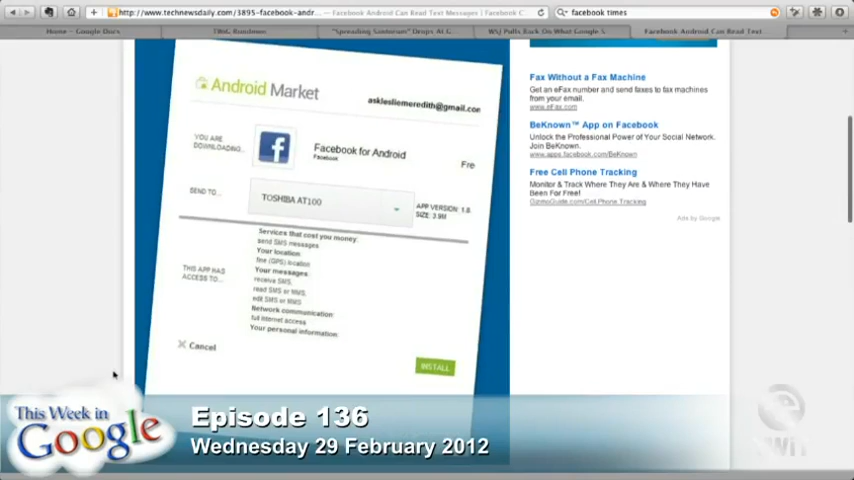 http://www.technewsdaily.com/3895-facebook-andr... — Facebook Android Can Read Text Messages | Facebook C
facebook times
Home – Google Docs
"Spreading Santorum" Drops At G...
WSJ Pulls Back On What Google S
Facebook Android Can Read Text
Android Market
askleslie​meredith@gmail.com
YOU ARE
DOWNLOADING...
Facebook for Android
Facebook
Fre
SEND TO...
TOSHIBA AT100
APP VERSION: 1.8.
SIZE: 3.9M
THIS APP HAS
ACCESS TO...
Services that cost you money:
send SMS messages
Your location:
fine (GPS) location
Your messages:
receive SMS,
read SMS or MMS,
edit SMS or MMS
Network communication:
full internet access
Your personal information:
Cancel
INSTALL
Fax Without a Fax Machine
Get an eFax number and send faxes to fax machines
from your email.
www.eFax.com
BeKnown™ App on Facebook
Unlock the Professional Power of Your Social Network.
Join BeKnown.
www.apps.facebook.com/BeKnown
Free Cell Phone Tracking
Monitor & Track Where They Are & Where They Have
Been For Free!
GizmoGuide.com/Cell Phone Tracking
Ads by Google
This Week in
Google
Episode 136
Wednesday 29 February 2012
TWiT